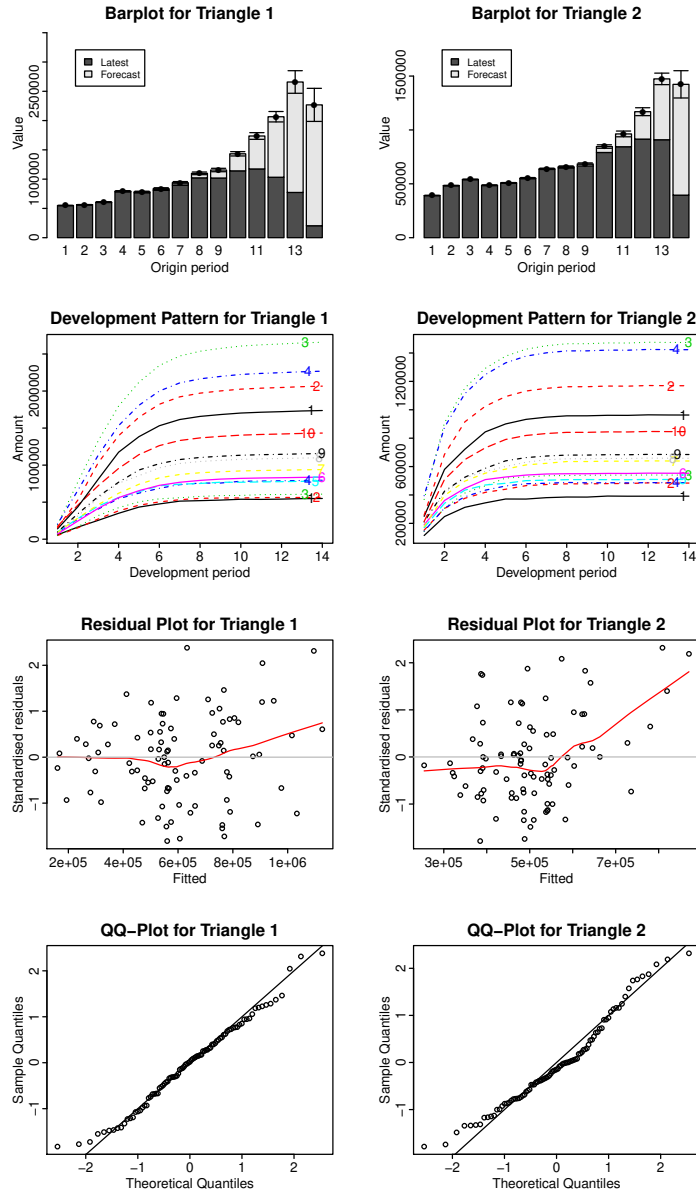 Barplot for Triangle 1
Value
0
1000000
2500000
Latest
Forecast
1 2 3 4 5 6 7 8 9 11 13
Origin period
Barplot for Triangle 2
Value
0
500000
1500000
Latest
Forecast
1 2 3 4 5 6 7 8 9 11 13
Origin period
Development Pattern for Triangle 1
Amount
0
1000000
2000000
3
4
2
1
10
9
6
4
3
2
1
2 4 6 8 10 12 14
Development period
Development Pattern for Triangle 2
Amount
200000
600000
1200000
3
4
2
1
10
9
6
3
4
2
1
2 4 6 8 10 12 14
Development period
Residual Plot for Triangle 1
Standardised residuals
−1 0 1 2
2e+05 4e+05 6e+05 8e+05 1e+06
Fitted
Residual Plot for Triangle 2
Standardised residuals
−1 0 1 2
3e+05 5e+05 7e+05
Fitted
QQ−Plot for Triangle 1
Sample Quantiles
−1 0 1 2
−2 −1 0 1 2
Theoretical Quantiles
QQ−Plot for Triangle 2
Sample Quantiles
−1 0 1 2
−2 −1 0 1 2
Theoretical Quantiles